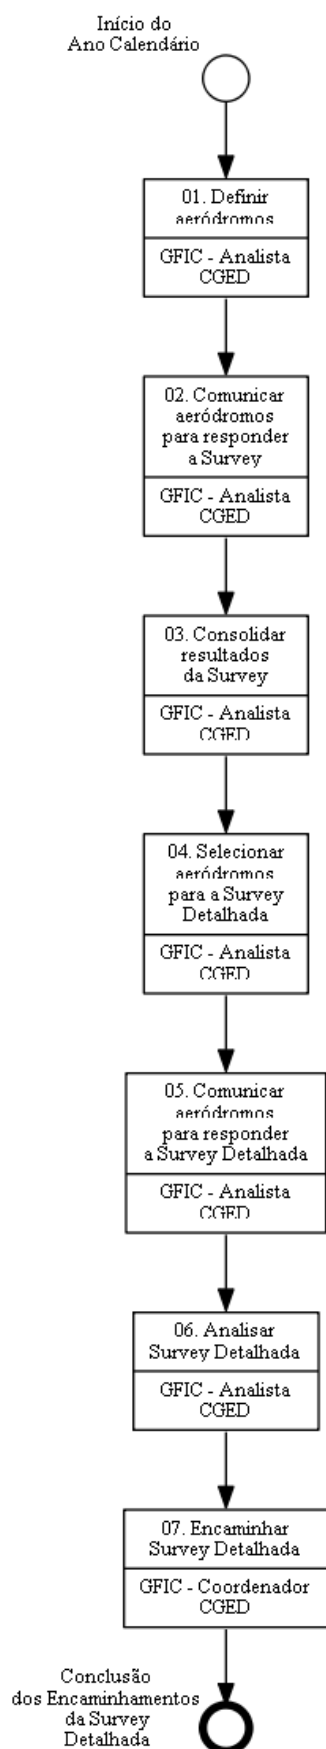 Início do
Ano Calendário
01. Definir
aeródromos
GFIC - Analista
CGED
02. Comunicar
aeródromos
para responder
a Survey
GFIC - Analista
CGED
03. Consolidar
resultados
da Survey
GFIC - Analista
CGED
04. Selecionar
aeródromos
para a Survey
Detalhada
GFIC - Analista
CGED
05. Comunicar
aeródromos
para responder
a Survey Detalhada
GFIC - Analista
CGED
06. Analisar
Survey Detalhada
GFIC - Analista
CGED
07. Encaminhar
Survey Detalhada
GFIC - Coordenador
CGED
Conclusão
dos Encaminhamentos
da Survey
Detalhada